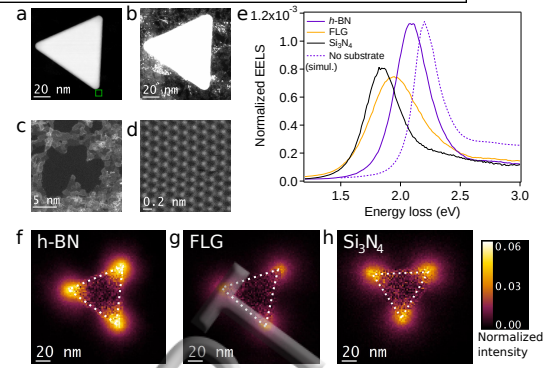 a
20 nm
b
20 nm
c
5 nm
d
0.2 nm
e
1.2×10⁻³
1.0
0.8
0.6
0.4
0.2
0.0
Normalized EELS
h-BN
FLG
Si₃N₄
No substrate
(simul.)
1.5 2.0 2.5 3.0
Energy loss (eV)
f h-BN
20 nm
g FLG
20 nm
h Si₃N₄
20 nm
0.06
0.03
0.00
Normalized
intensity